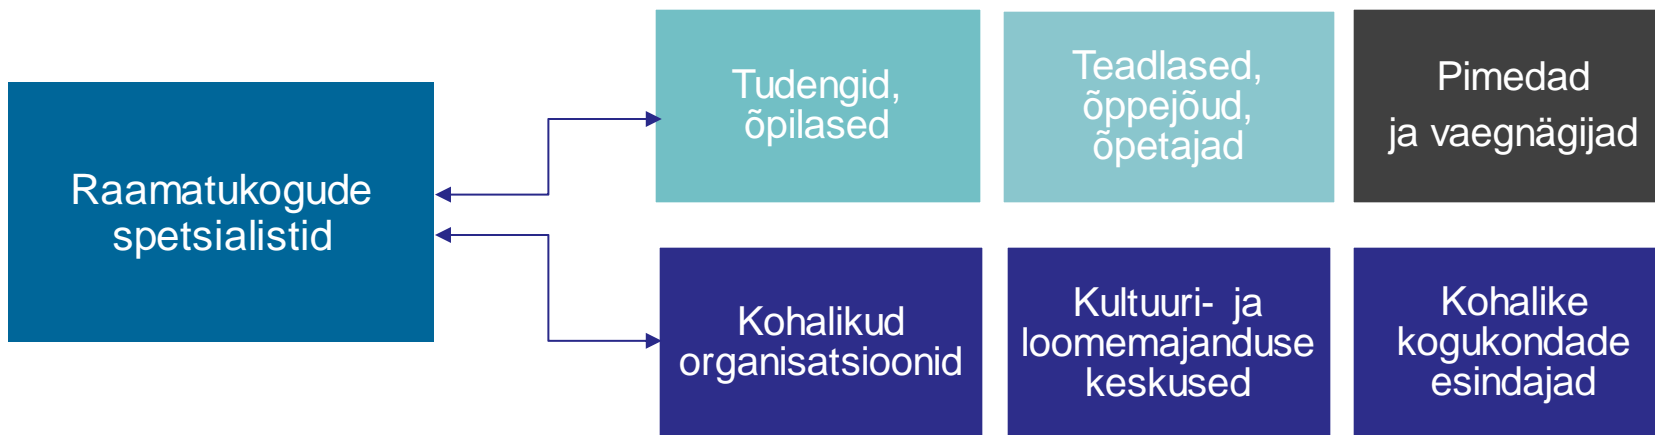 Raamatukogude
spetsialistid
Tudengid,
õpilased
Teadlased,
õppejõud,
õpetajad
Pimedad
ja vaegnägijad
Kohalikud
organisatsioonid
Kultuuri- ja
loomemajanduse
keskused
Kohalike
kogukondade
esindajad